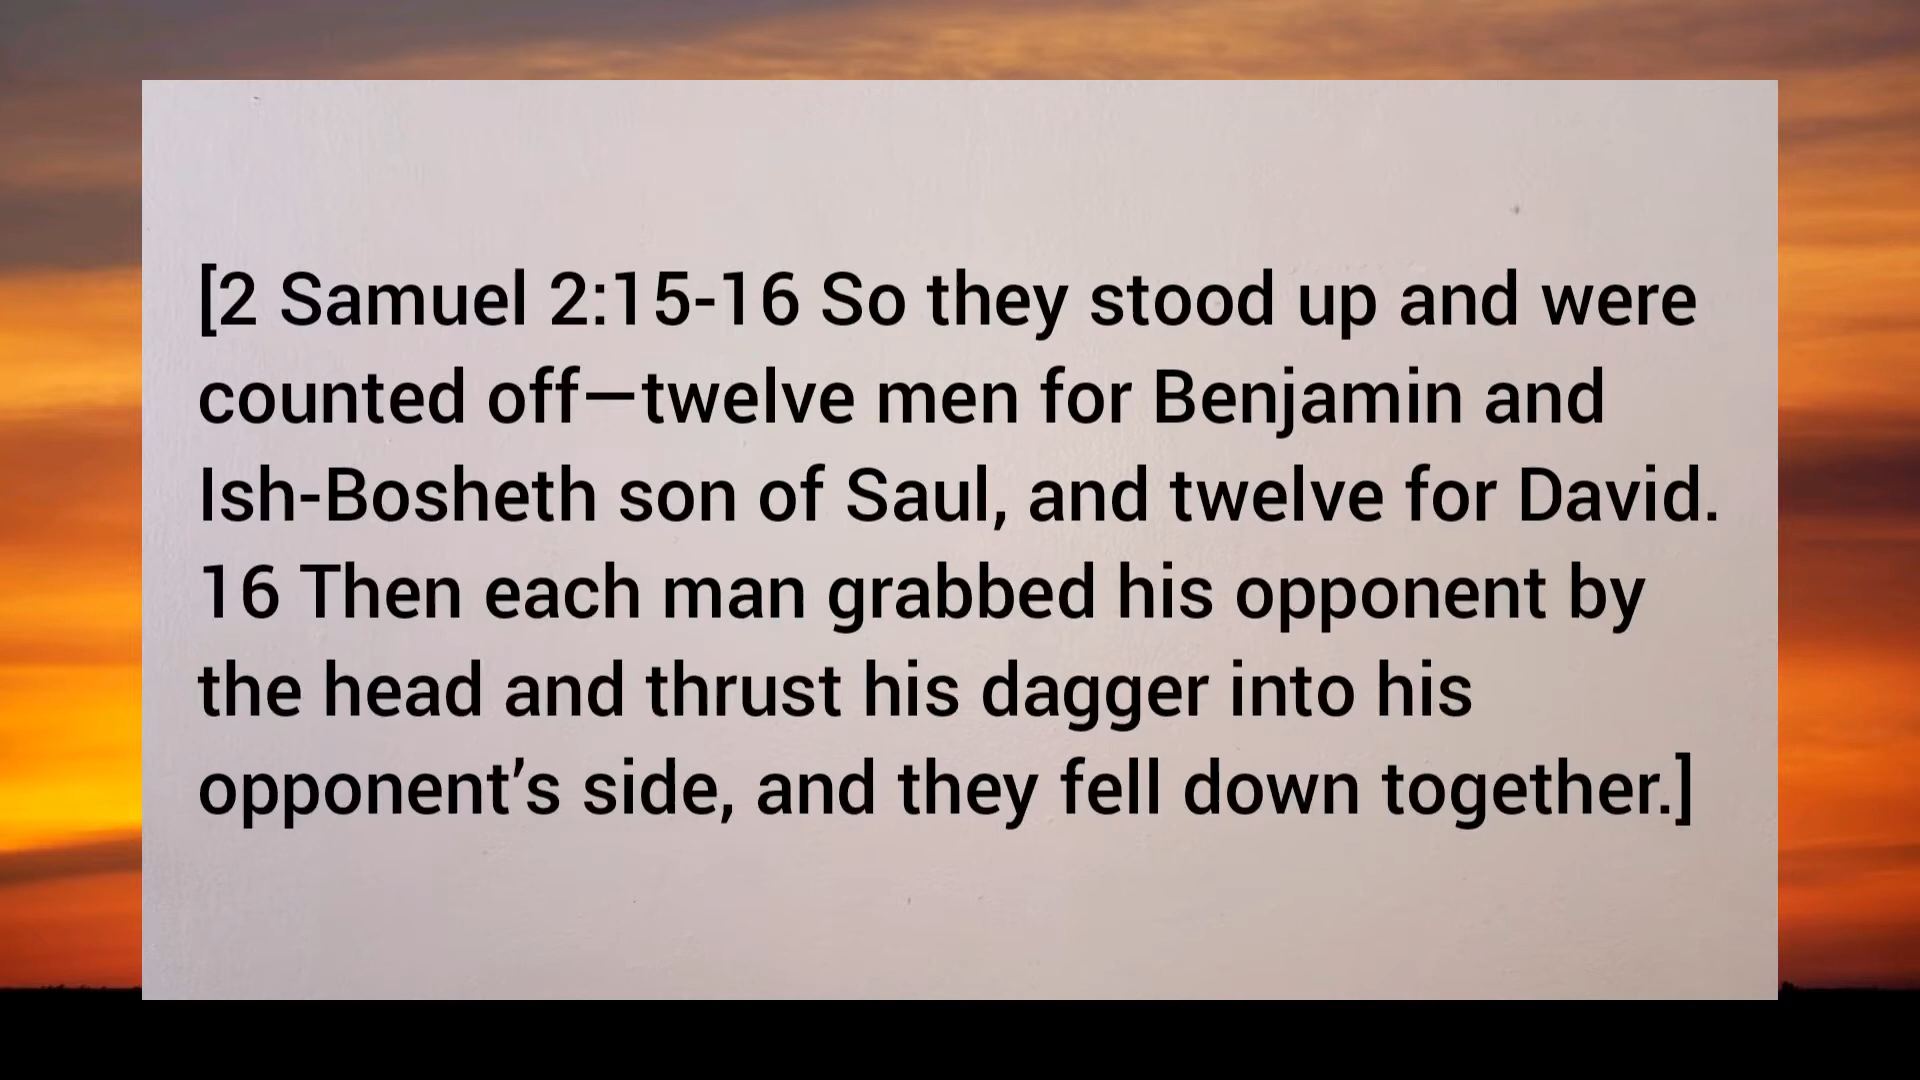 [2 Samuel 2:15-16 So they stood up and were
counted off—twelve men for Benjamin and
Ish-Bosheth son of Saul, and twelve for David.
16 Then each man grabbed his opponent by
the head and thrust his dagger into his
opponent’s side, and they fell down together.]